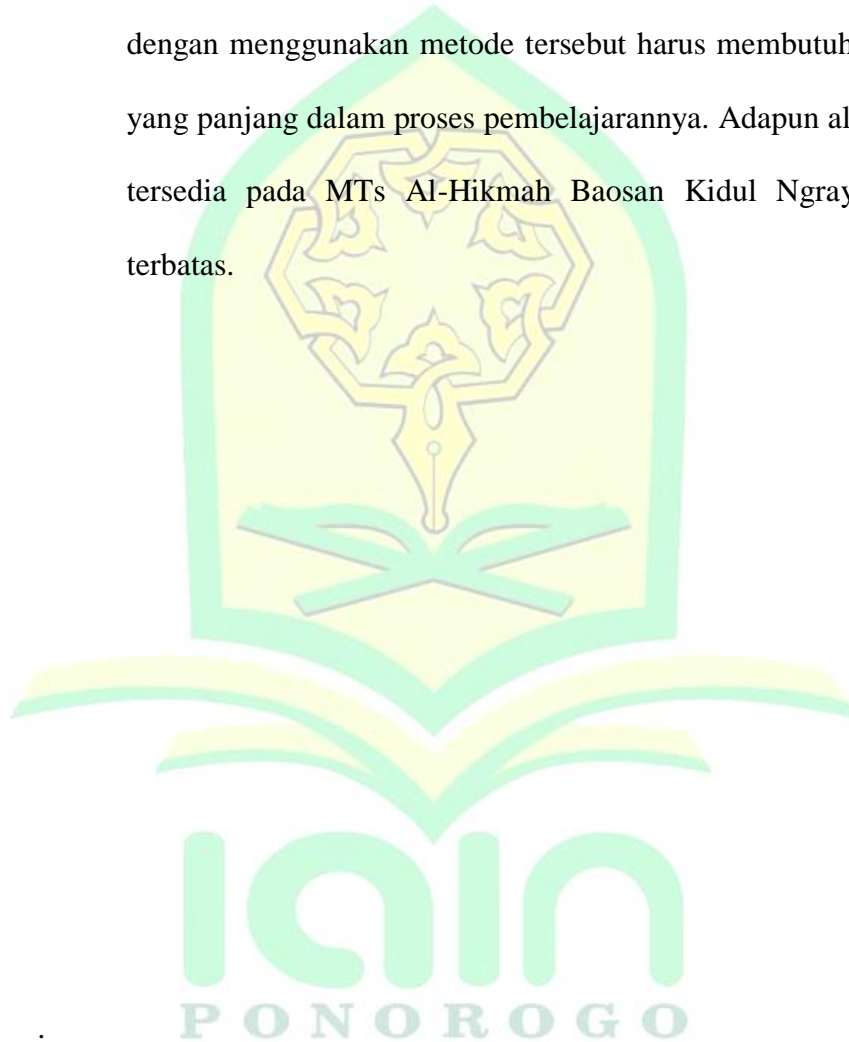 dengan menggunakan metode tersebut harus membutuh
yang panjang dalam proses pembelajarannya. Adapun al
tersedia pada MTs Al-Hikmah Baosan Kidul Ngray
terbatas.
iain
PONOROGO
.